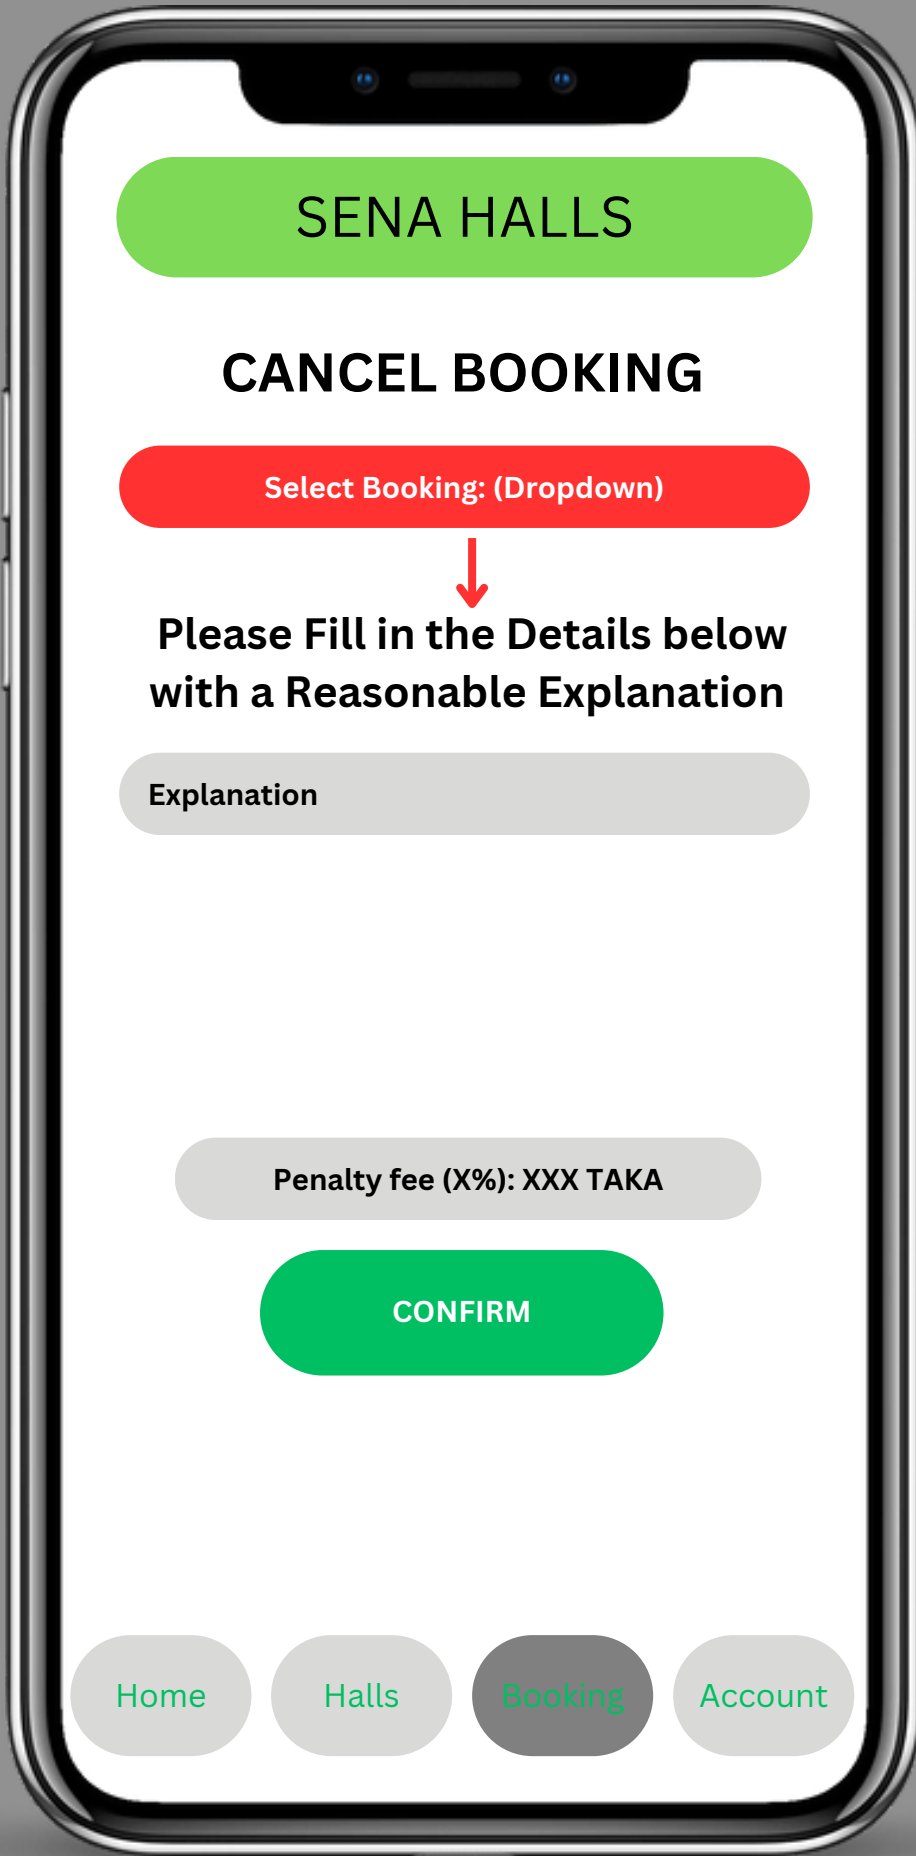 SENA HALLS
CANCEL BOOKING
Select Booking: (Dropdown)
Please Fill in the Details below
with a Reasonable Explanation
Explanation
Penalty fee (X%): XXX TAKA
CONFIRM
Home Halls Booking Account